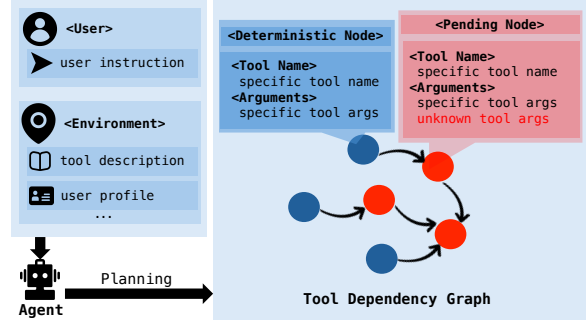 <User>
user instruction
<Environment>
tool description
user profile
...
Agent
Planning
<Deterministic Node>
<Tool Name>
specific tool name
<Arguments>
specific tool args
<Pending Node>
<Tool Name>
specific tool name
<Arguments>
specific tool args
unknown tool args
Tool Dependency Graph